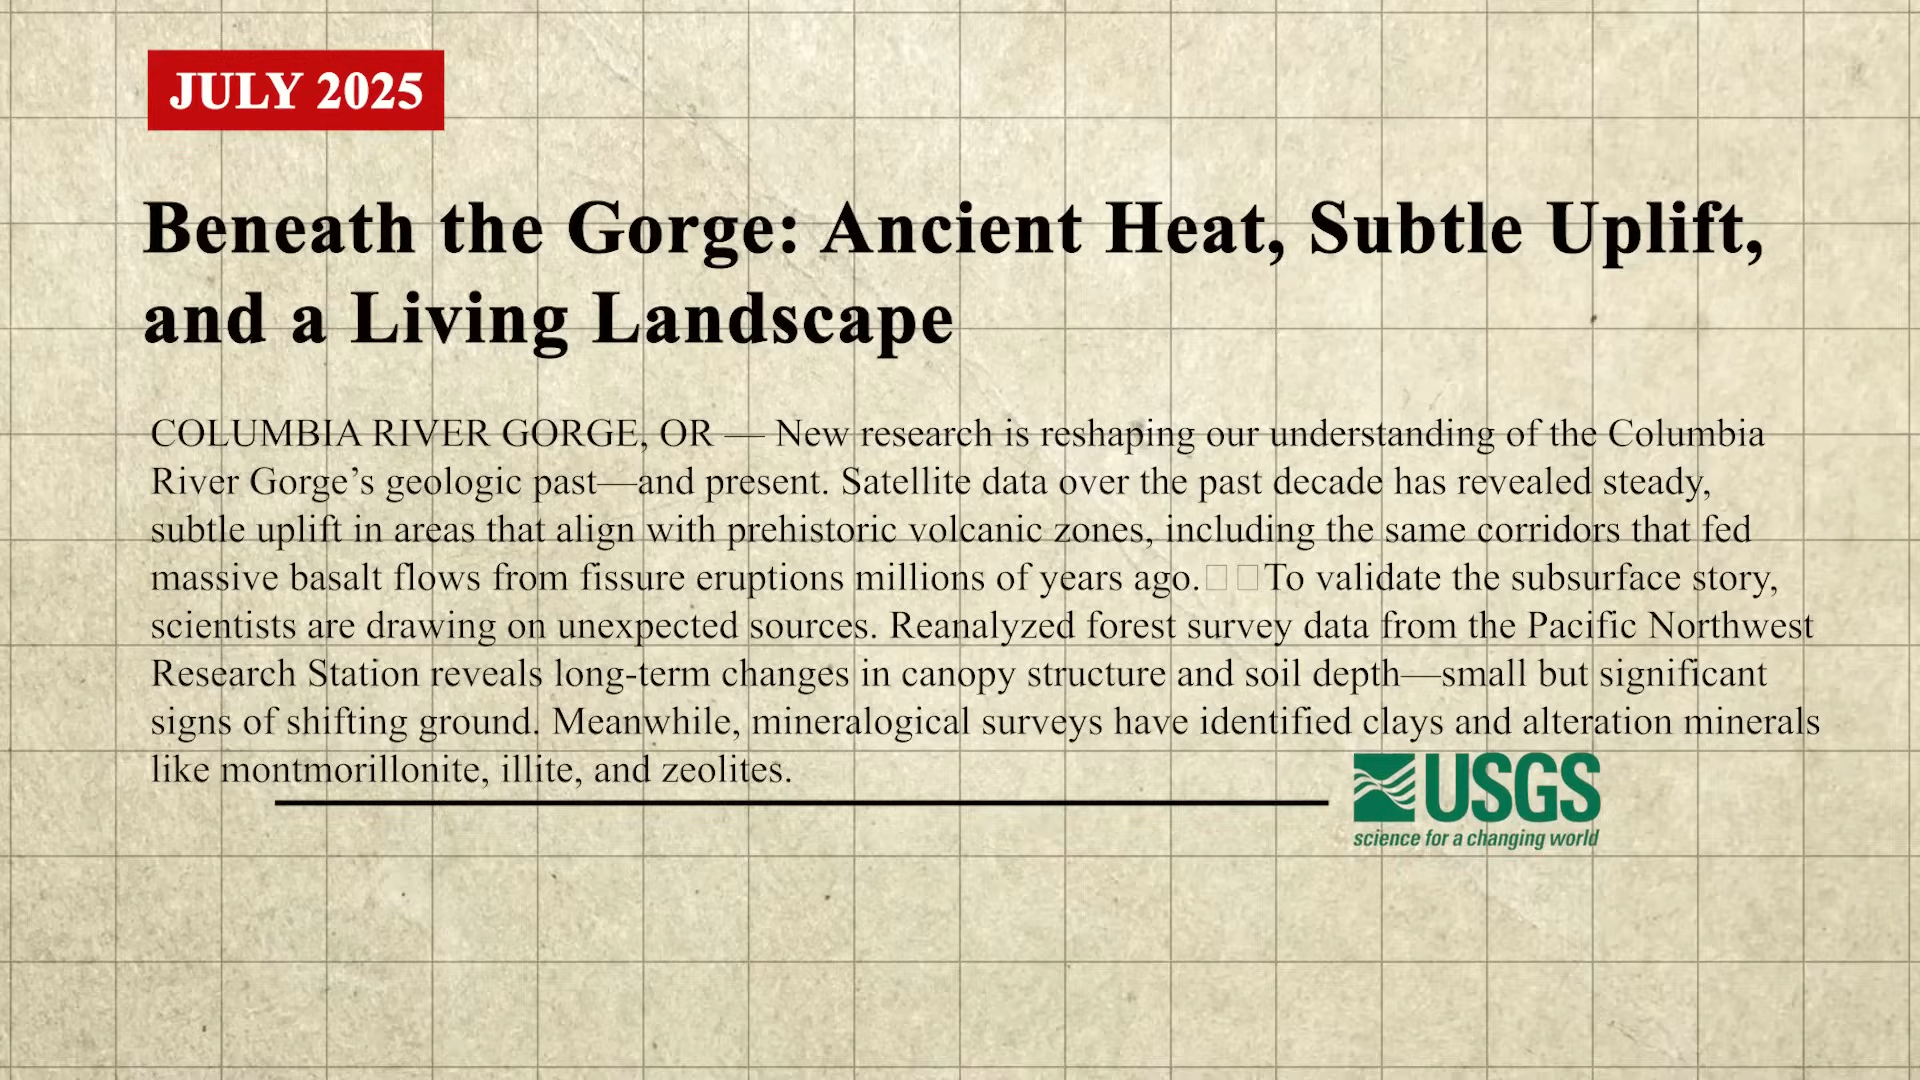 JULY 2025
Beneath the Gorge: Ancient Heat, Subtle Uplift,
and a Living Landscape
COLUMBIA RIVER GORGE, OR — New research is reshaping our understanding of the Columbia
River Gorge’s geologic past—and present. Satellite data over the past decade has revealed steady,
subtle uplift in areas that align with prehistoric volcanic zones, including the same corridors that fed
massive basalt flows from fissure eruptions millions of years ago.□ □To validate the subsurface story,
scientists are drawing on unexpected sources. Reanalyzed forest survey data from the Pacific Northwest
Research Station reveals long-term changes in canopy structure and soil depth—small but significant
signs of shifting ground. Meanwhile, mineralogical surveys have identified clays and alteration minerals
like montmorillonite, illite, and zeolites.
USGS
science for a changing world